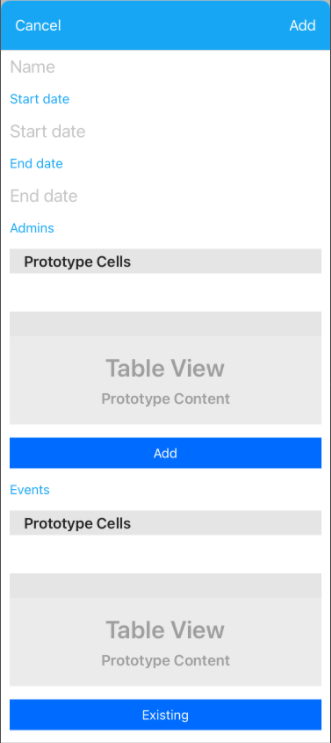 Cancel Add
Name
Start date
Start date
End date
End date
Admins
Prototype Cells
Table View
Prototype Content
Add
Events
Prototype Cells
Table View
Prototype Content
Existing